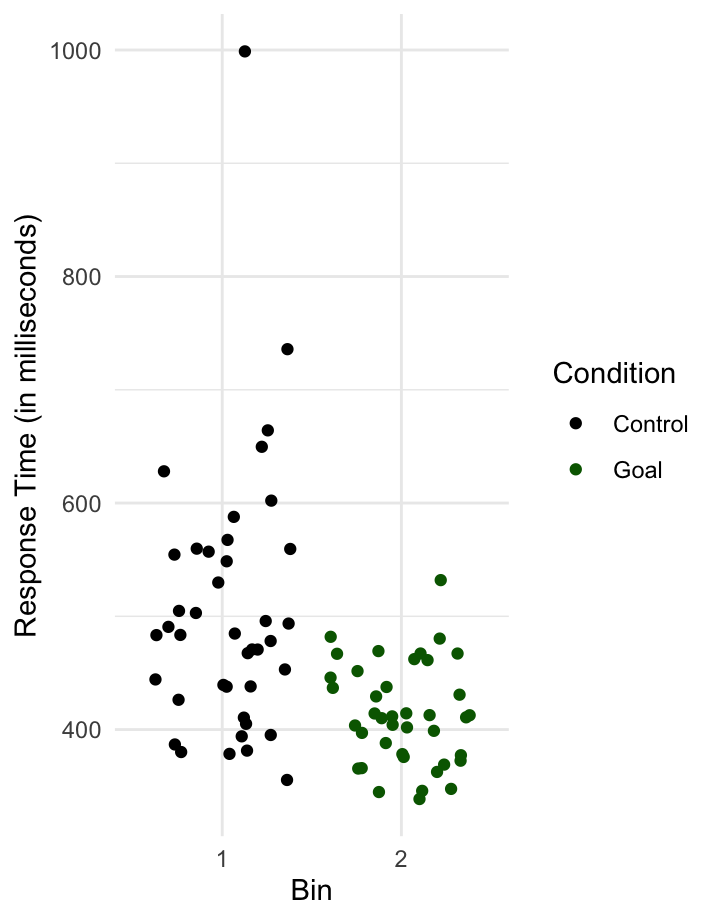 1000
800
600
400
Response Time (in milliseconds)
1
2
Bin
Condition
Control
Goal